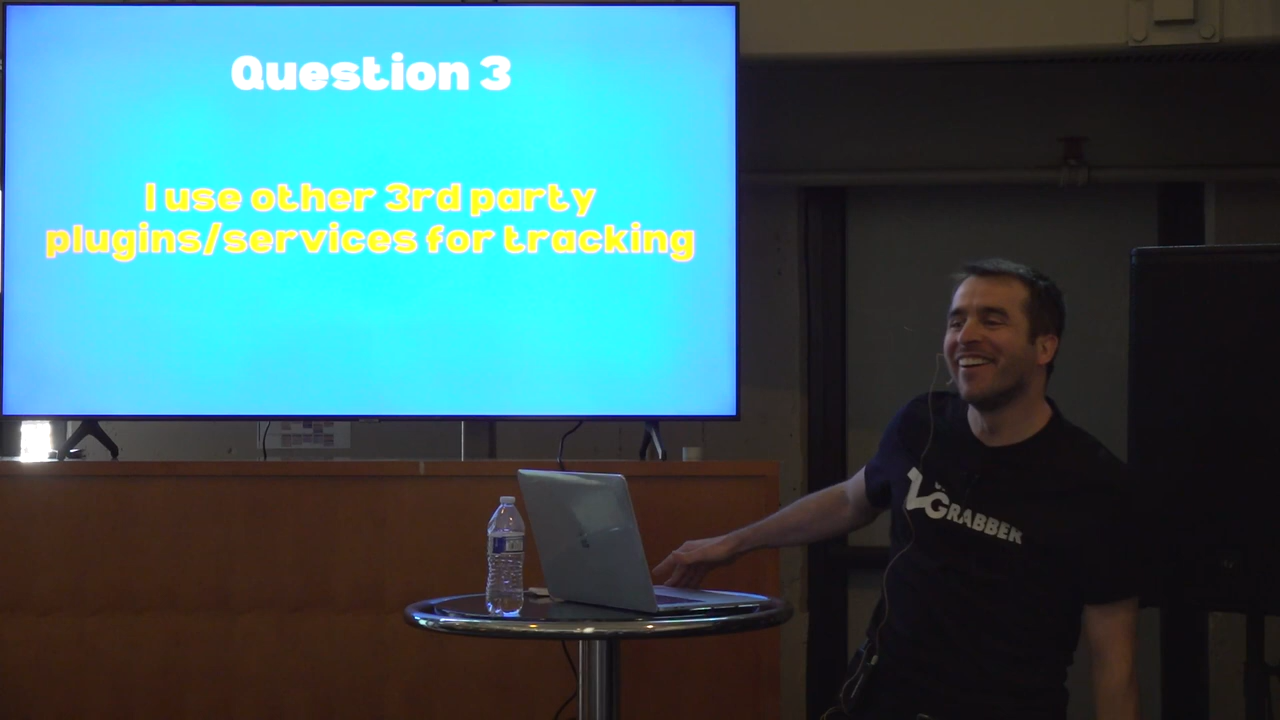 Question 3
I use other 3rd party
plugins/services for tracking
GRABBER